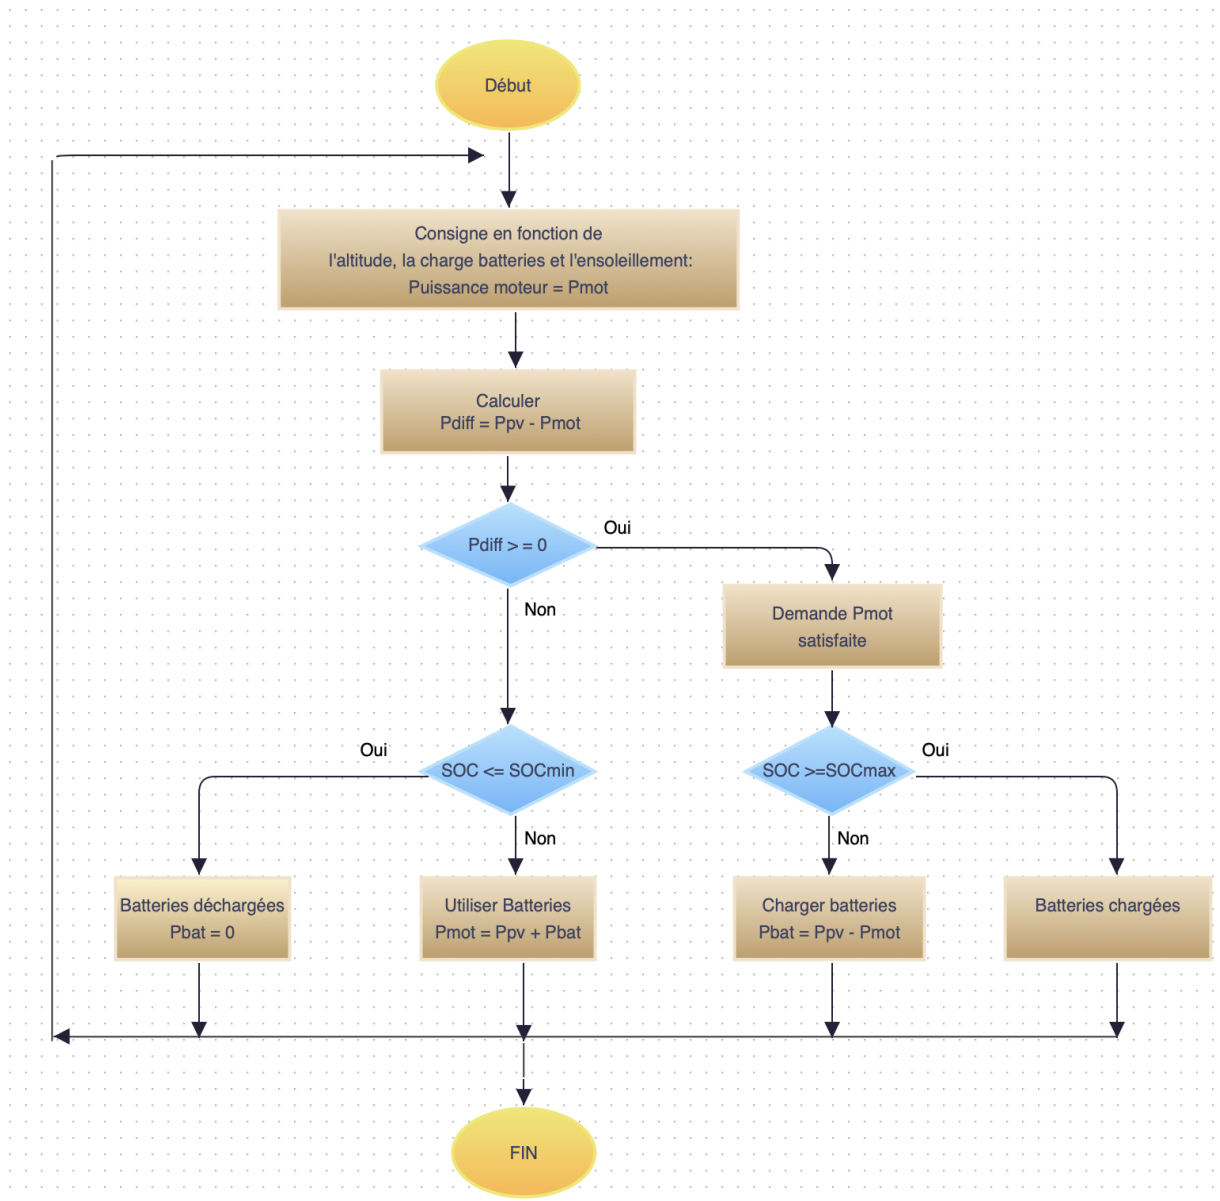 Début
Consigne en fonction de
l'altitude, la charge batteries et l'ensoleillement:
Puissance moteur = Pmot
Calculer
Pdiff = Ppv - Pmot
Pdiff > = 0
Oui
Non
Demande Pmot
satisfaite
Oui
SOC <= SOCmin
Non
SOC >=SOCmax
Oui
Non
Batteries déchargées
Pbat = 0
Utiliser Batteries
Pmot = Ppv + Pbat
Charger batteries
Pbat = Ppv - Pmot
Batteries chargées
FIN